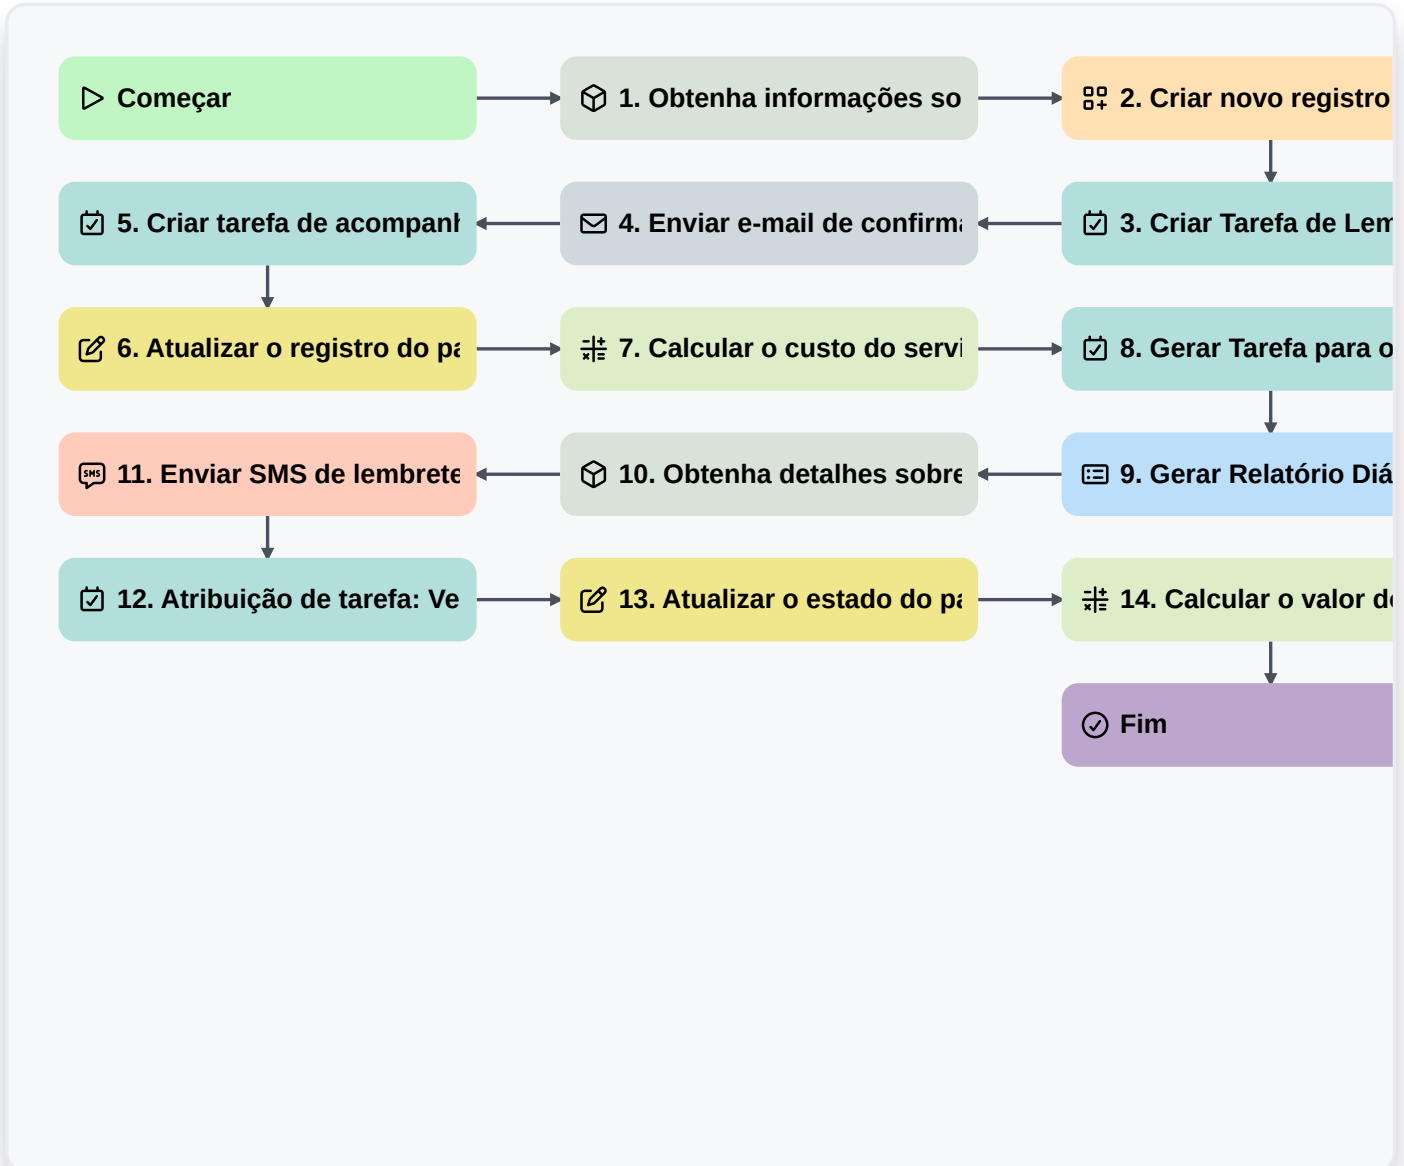 Começar
1. Obtenha informações so
2. Criar novo registro
5. Criar tarefa de acompanh
4. Enviar e-mail de confirma
3. Criar Tarefa de Lem
6. Atualizar o registro do pa
7. Calcular o custo do servi
8. Gerar Tarefa para o
11. Enviar SMS de lembrete
10. Obtenha detalhes sobre
9. Gerar Relatório Diá
12. Atribuição de tarefa: Ve
13. Atualizar o estado do pa
14. Calcular o valor de
Fim